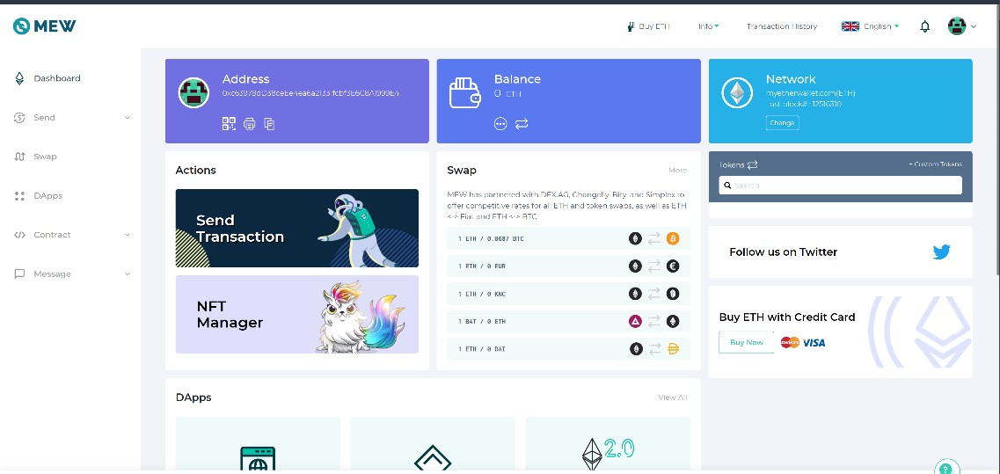 MEW
Buy ETH
Info
Transaction History
English
Dashboard
Send
Swap
DApps
Contract
Message
Address
Balance
0 ETH
Network
myetherwallet.com(ETH)
Last block# : 12516310
Change
Actions
Send
Transaction
NFT
Manager
Swap
More
MEW has partnered with DEX.AG, Changelly, Bity, and Simplex to
offer competitive rates for all ETH and token swaps, as well as ETH
<-> Fiat and ETH <-> BTC
1 ETH / 0.0687 BTC
1 ETH / 0 EUR
1 ETH / 0 KNC
1 BAT / 0 ETH
1 ETH / 0 DAI
Tokens
+ Custom Tokens
Search
Follow us on Twitter
Buy ETH with Credit Card
Buy Now
VISA
DApps
View All
2.0
?